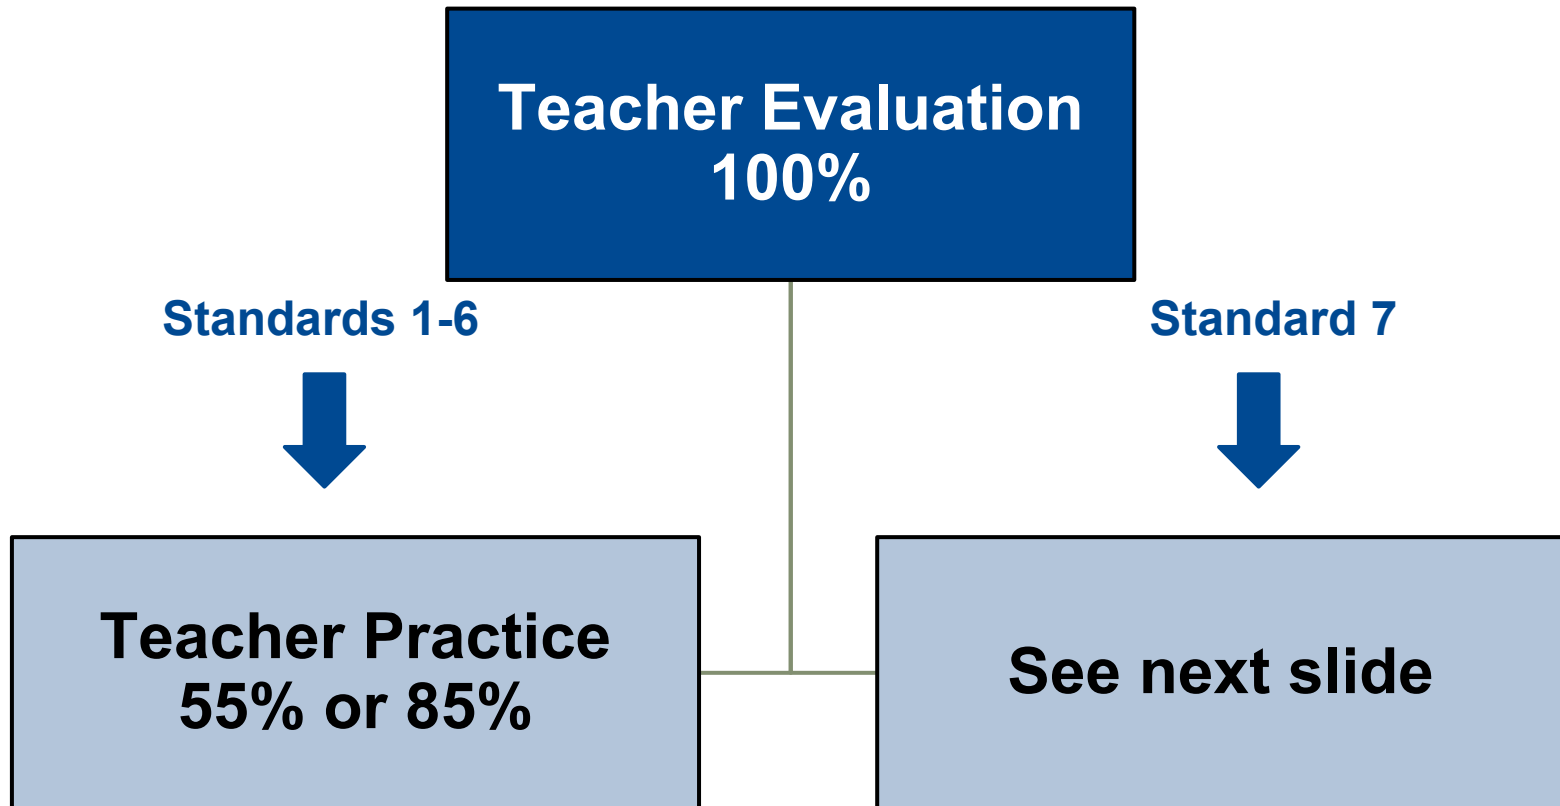 Teacher Evaluation
100%
Standards 1-6
Standard 7
Teacher Practice
55% or 85%
See next slide